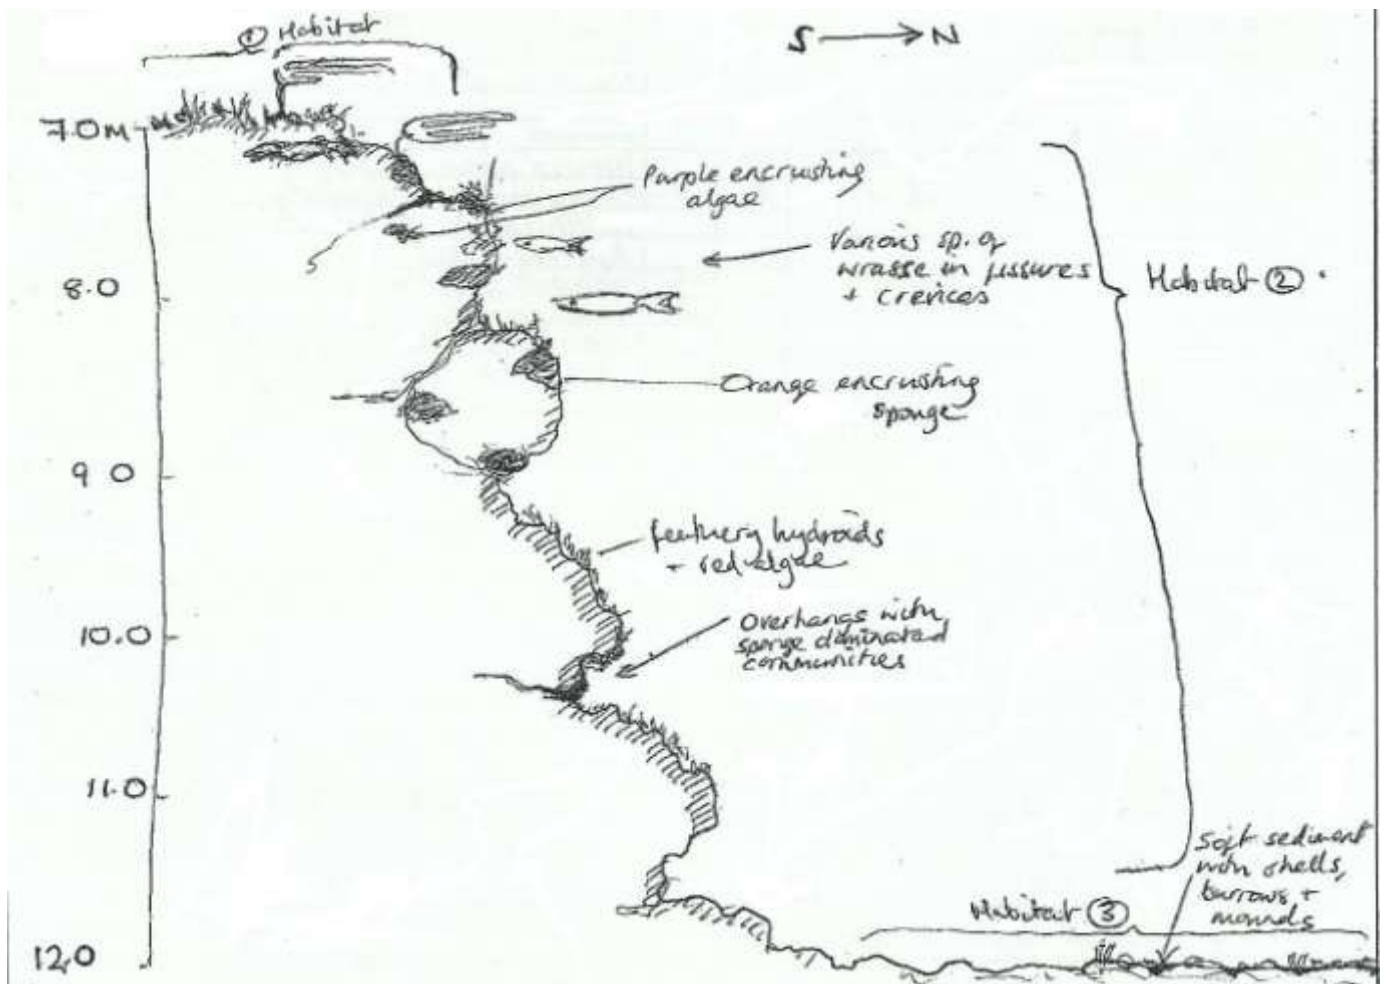 ① Habitat
S → N
7.0M
Purple encrusting
algae
Various sp. of
wrasse in fissures
+ crevices
Habitat ②
8.0
Orange encrusting
sponge
9 0
feathery hydroids
+ red algae
10.0
Overhangs with
sponge dominated
communities
11.0
Soft sediment
with shells,
burrows +
mounds
Habitat ③
12,0